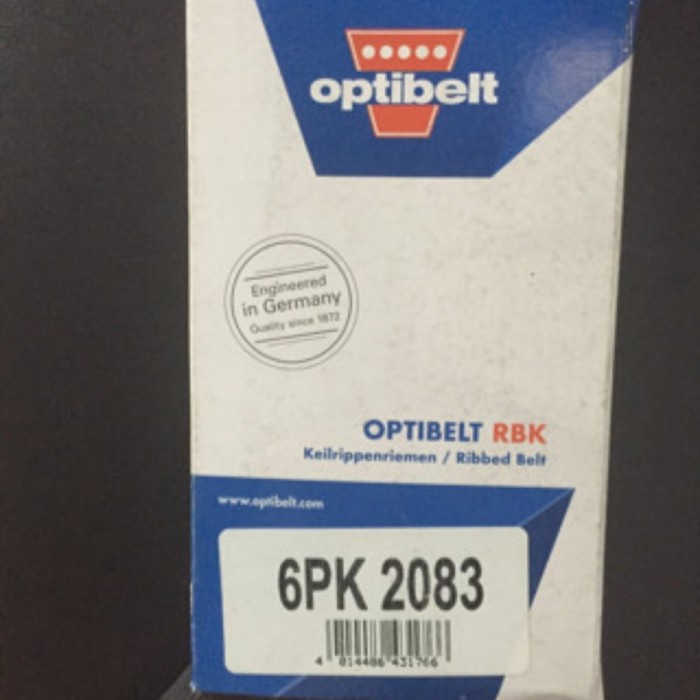 optibelt
Engineered
in Germany
Quality since 1872
OPTIBELT RBK
Keilrippenriemen / Ribbed Belt
www.optibelt.com
6PK 2083
4 014486 431766